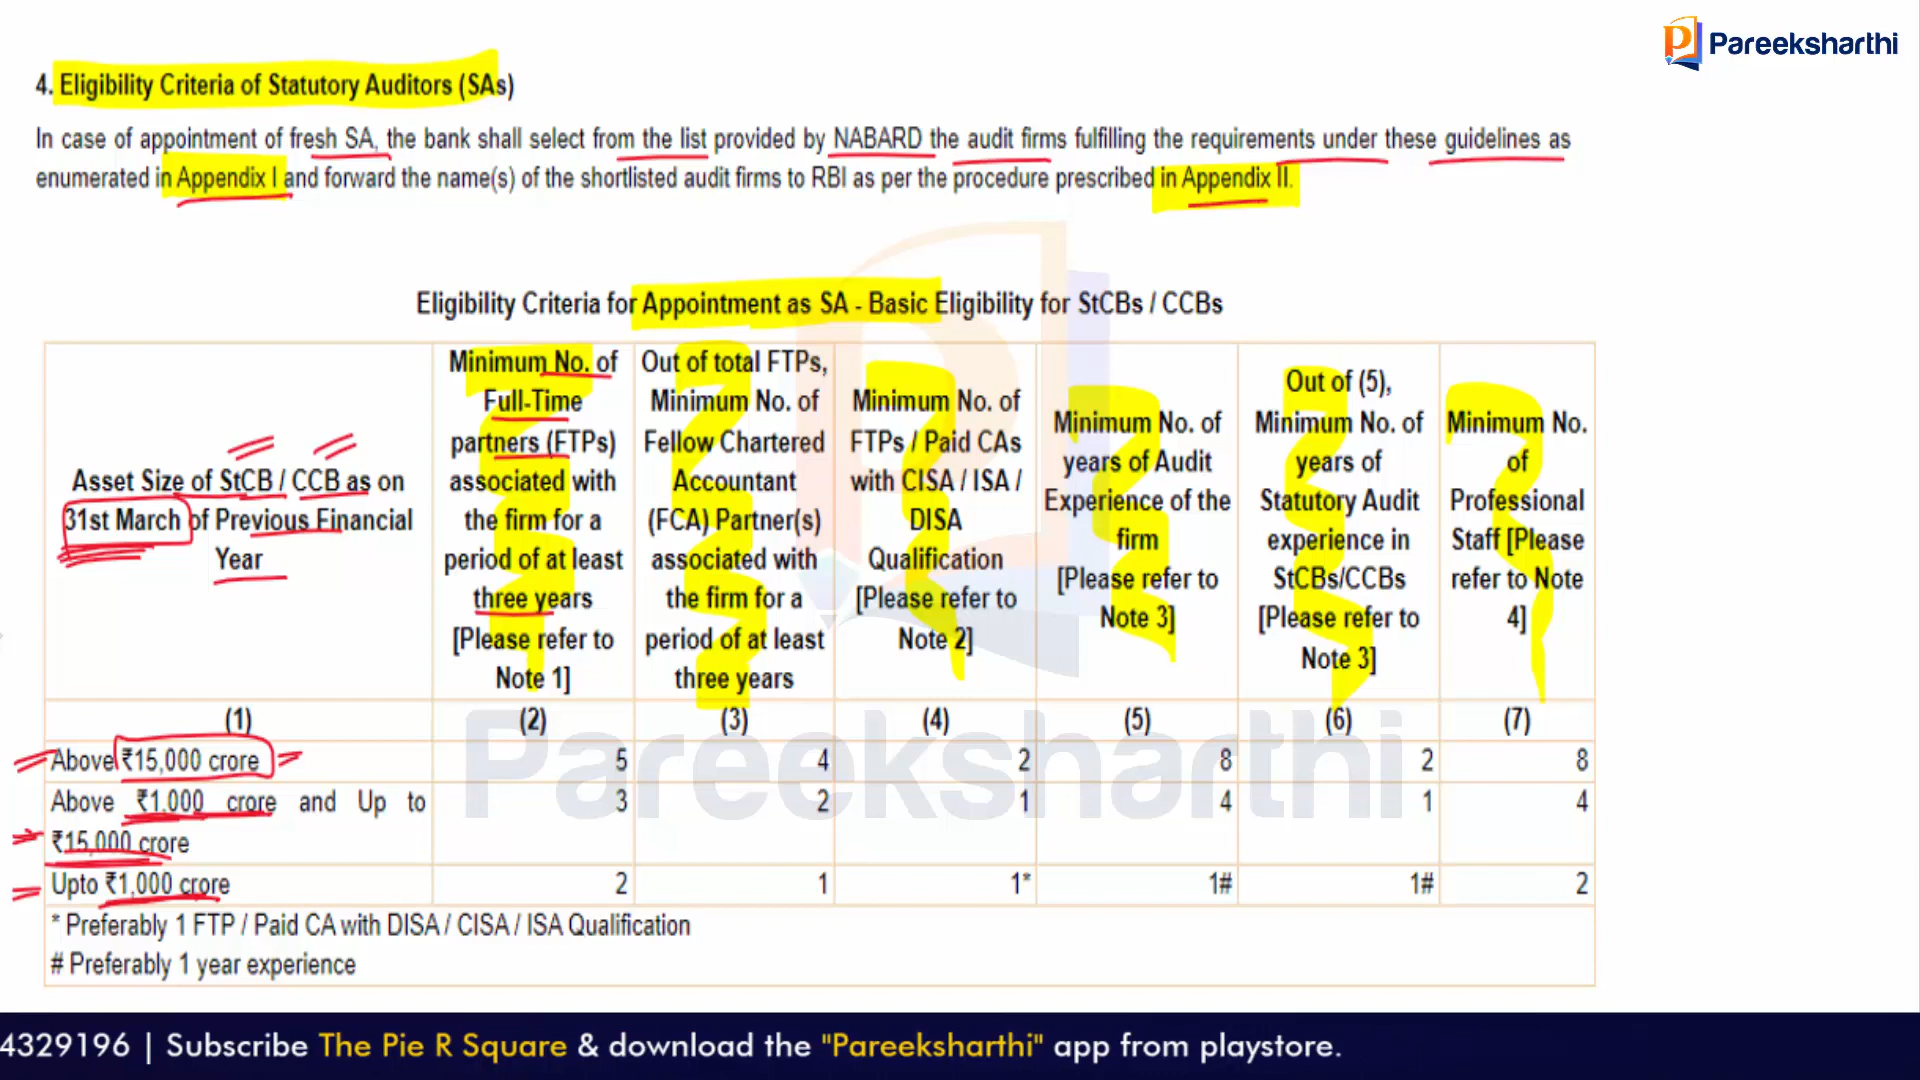 Pareeksharthi
4. Eligibility Criteria of Statutory Auditors (SAs)
In case of appointment of fresh SA, the bank shall select from the list provided by NABARD the audit firms fulfilling the requirements under these guidelines as
enumerated in Appendix I and forward the name(s) of the shortlisted audit firms to RBI as per the procedure prescribed in Appendix II.
Eligibility Criteria for Appointment as SA - Basic Eligibility for StCBs / CCBs
Asset Size of StCB / CCB as on
31st March of Previous Financial
Year
Minimum No. of
Full-Time
partners (FTPs)
associated with
the firm for a
period of at least
three years
[Please refer to
Note 1]
Out of total FTPs,
Minimum No. of
Fellow Chartered
Accountant
(FCA) Partner(s)
associated with
the firm for a
period of at least
three years
Minimum No. of
FTPs / Paid CAs
with CISA / ISA /
DISA
Qualification
[Please refer to
Note 2]
Minimum No. of
years of Audit
Experience of the
firm
[Please refer to
Note 3]
Out of (5),
Minimum No. of
years of
Statutory Audit
experience in
StCBs/CCBs
[Please refer to
Note 3]
Minimum No.
of
Professional
Staff [Please
refer to Note
4]
(1) (2) (3) (4) (5) (6) (7)
Above ₹15,000 crore 5 4 2 8 2 8
Above ₹1,000 crore and Up to 3 2 1 4 1 4
₹15,000 crore
Upto ₹1,000 crore 2 1 1* 1# 1# 2
* Preferably 1 FTP / Paid CA with DISA / CISA / ISA Qualification
# Preferably 1 year experience
Pareeksharthi
4329196 | Subscribe The Pie R Square & download the "Pareeksharthi" app from playstore.